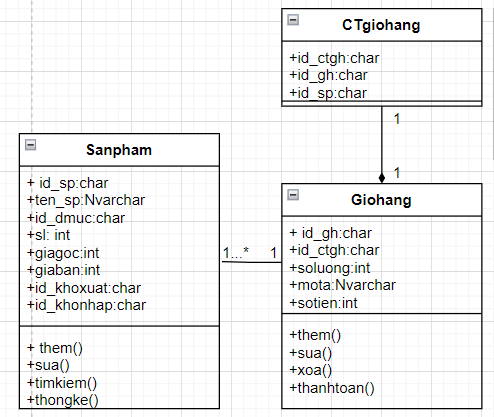 CTgiohang
+id_ctgh:char
+id_gh:char
+id_sp:char
1
1
Sanpham
+ id_sp:char
+ten_sp:Nvarchar
+id_dmuc:char
+sl: int
+giagoc:int
+giaban:int
+id_khoxuat:char
+id_khonhap:char
+ them()
+sua()
+timkiem()
+thongke()
1...* 1
Giohang
+ id_gh:char
+id_ctgh:char
+soluong:int
+mota:Nvarchar
+sotien:int
+them()
+sua()
+xoa()
+thanhtoan()